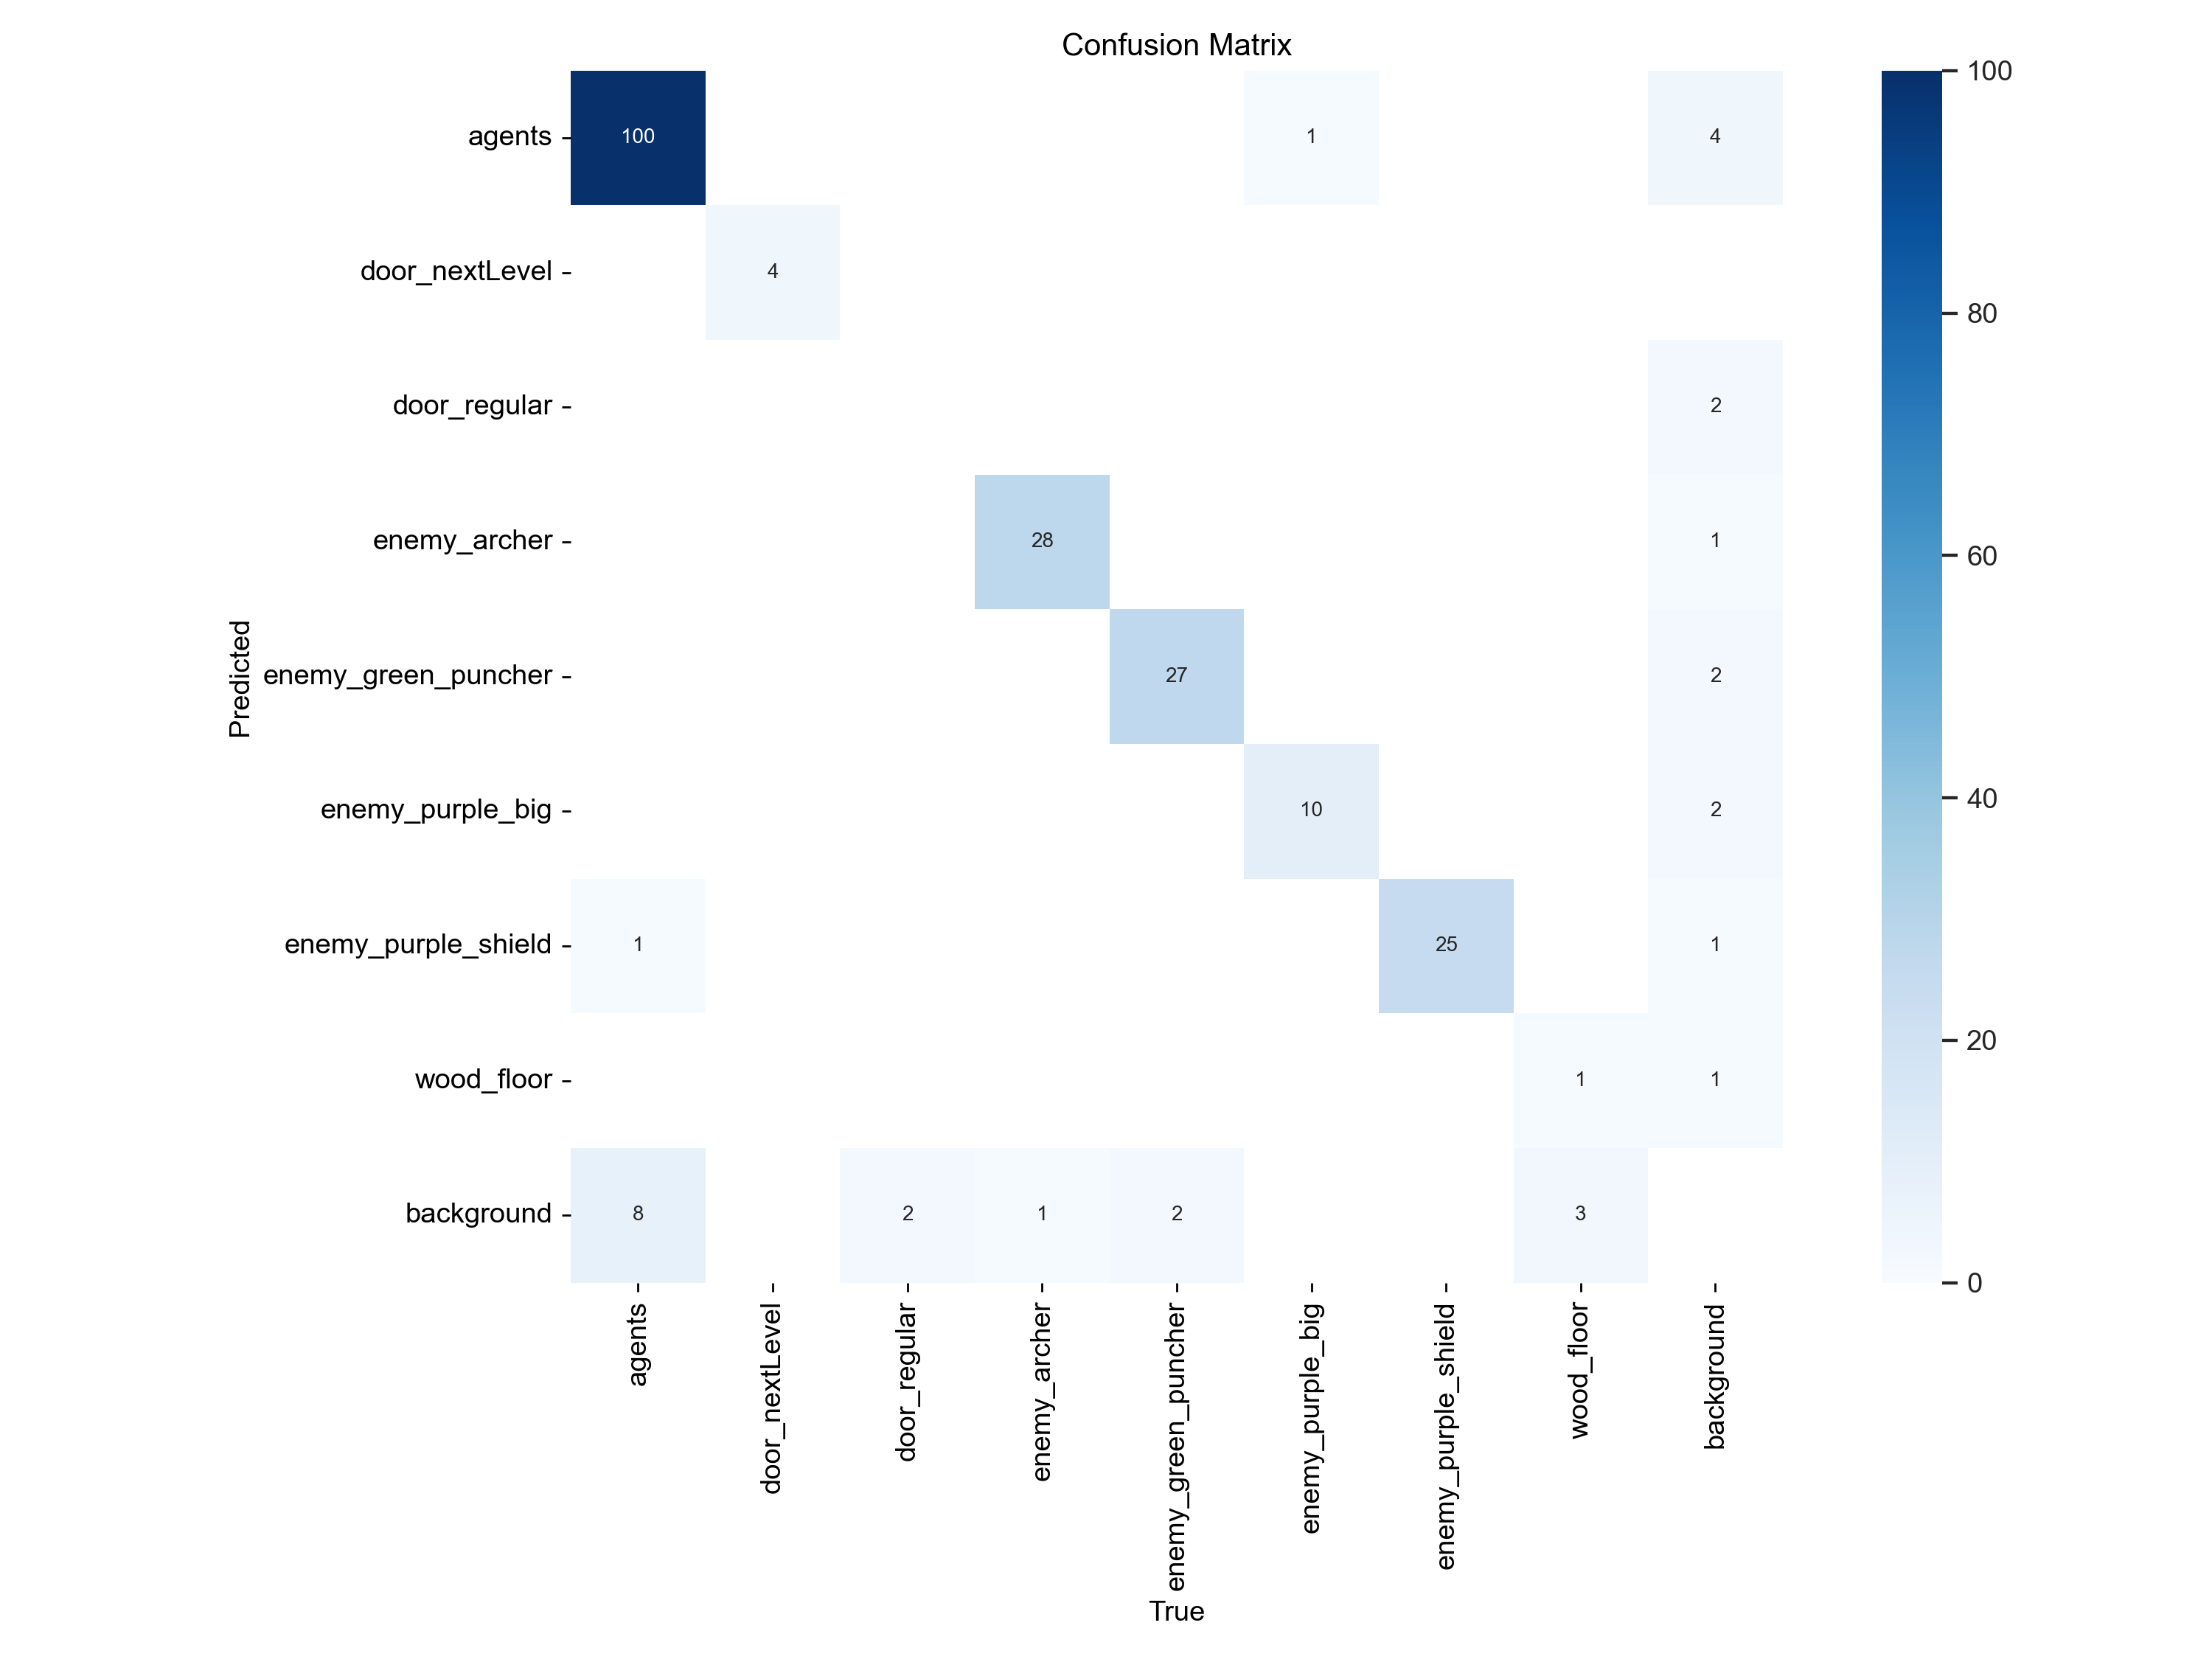 Confusion Matrix
agents 100 1 4
door_nextLevel 4
door_regular 2
enemy_archer 28 1
enemy_green_puncher 27 2
enemy_purple_big 10 2
enemy_purple_shield 1 25 1
wood_floor 1 1
background 8 2 1 2 3
Predicted
agents
door_nextLevel
door_regular
enemy_archer
enemy_green_puncher
enemy_purple_big
enemy_purple_shield
wood_floor
background
True
100
80
60
40
20
0